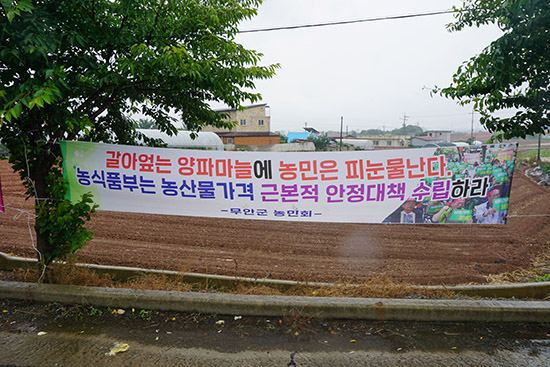 갈아엎는 양파마늘에 농민은 피눈물난다.
농식품부는 농산물가격 근본적 안정대책 수립하라
-무안군 농민회-